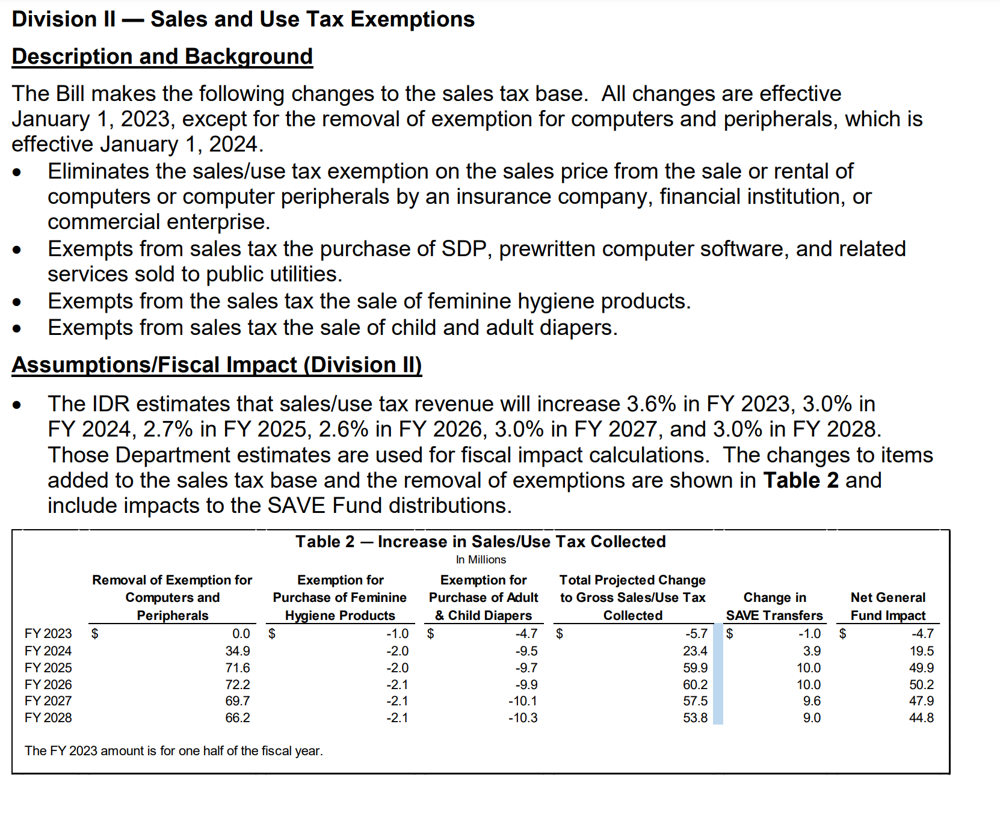 Division II — Sales and Use Tax Exemptions
Description and Background
The Bill makes the following changes to the sales tax base.  All changes are effective
January 1, 2023, except for the removal of exemption for computers and peripherals, which is
effective January 1, 2024.
• Eliminates the sales/use tax exemption on the sales price from the sale or rental of
computers or computer peripherals by an insurance company, financial institution, or
commercial enterprise.
• Exempts from sales tax the purchase of SDP, prewritten computer software, and related
services sold to public utilities.
• Exempts from the sales tax the sale of feminine hygiene products.
• Exempts from sales tax the sale of child and adult diapers.
Assumptions/Fiscal Impact (Division II)
• The IDR estimates that sales/use tax revenue will increase 3.6% in FY 2023, 3.0% in
FY 2024, 2.7% in FY 2025, 2.6% in FY 2026, 3.0% in FY 2027, and 3.0% in FY 2028.
Those Department estimates are used for fiscal impact calculations.  The changes to items
added to the sales tax base and the removal of exemptions are shown in Table 2 and
include impacts to the SAVE Fund distributions.
Table 2 — Increase in Sales/Use Tax Collected
In Millions
Removal of Exemption for Exemption for Exemption for Total Projected Change
Computers and Purchase of Feminine Purchase of Adult to Gross Sales/Use Tax Change in Net General
Peripherals Hygiene Products & Child Diapers Collected SAVE Transfers Fund Impact
FY 2023 $ 0.0 $ -1.0 $ -4.7 $ -5.7 $ -1.0 $ -4.7
FY 2024 34.9 -2.0 -9.5 23.4 3.9 19.5
FY 2025 71.6 -2.0 -9.7 59.9 10.0 49.9
FY 2026 72.2 -2.1 -9.9 60.2 10.0 50.2
FY 2027 69.7 -2.1 -10.1 57.5 9.6 47.9
FY 2028 66.2 -2.1 -10.3 53.8 9.0 44.8
The FY 2023 amount is for one half of the fiscal year.